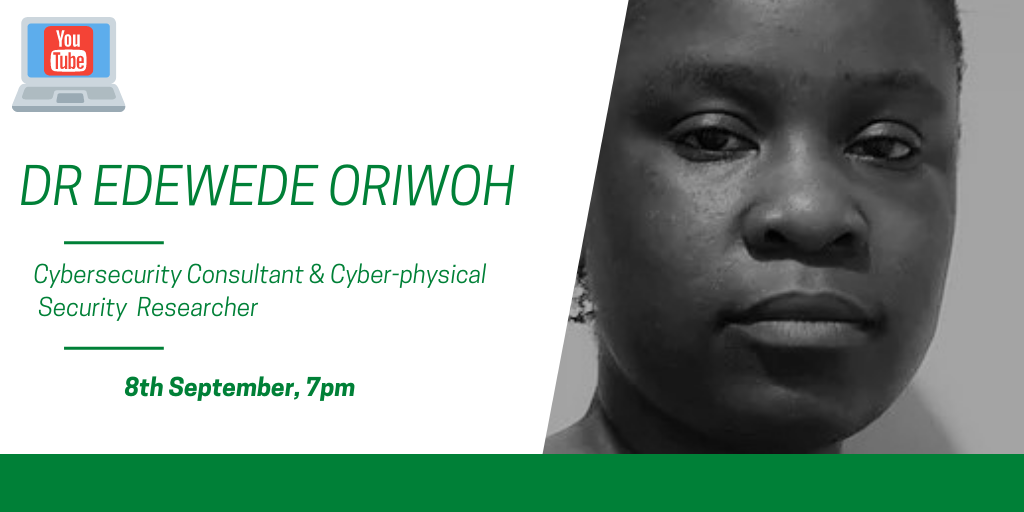 You
Tube
DR EDEWEDE ORIWOH
Cybersecurity Consultant & Cyber-physical
Security Researcher
8th September, 7pm